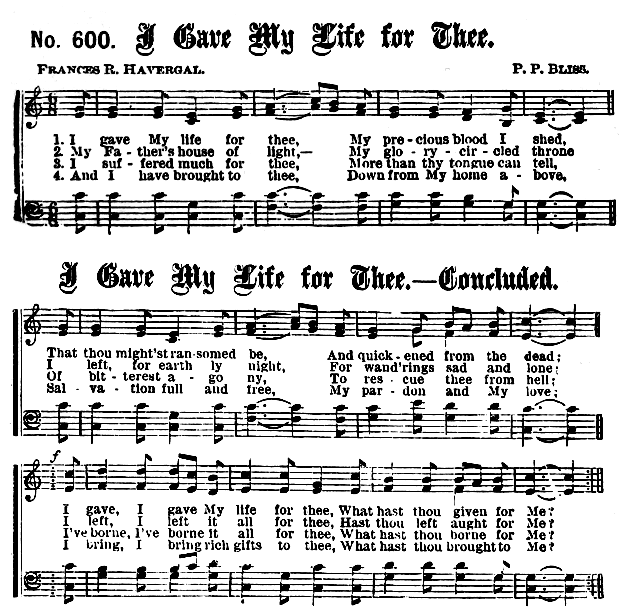 No. 600. I Gave My Life for Thee.
FRANCES R. HAVERGAL. P. P. BLISS.
1. I gave My life for thee, My pre-cious blood I shed,
2. My Fa-ther's house of light,— My glo-ry-cir-cled throne
3. I suf-fered much for thee, More than thy tongue can tell,
4. And I have brought to thee, Down from My home a-bove,
I Gave My Life for Thee.—Concluded.
That thou might'st ran-somed be, And quick-ened from the dead;
I left, for earth ly night, For wand'rings sad and lone;
Of bit-terest a-go ny, To res-cue thee from hell;
Sal-va-tion full and free, My par-don and My love;
f
I gave, I gave My life for thee, What hast thou given for Me?
I left, I left it all for thee, Hast thou left aught for Me?
I've borne, I've borne it all for thee, What hast thou borne for Me?
I bring, I bring rich gifts to thee, What hast thou brought to Me?